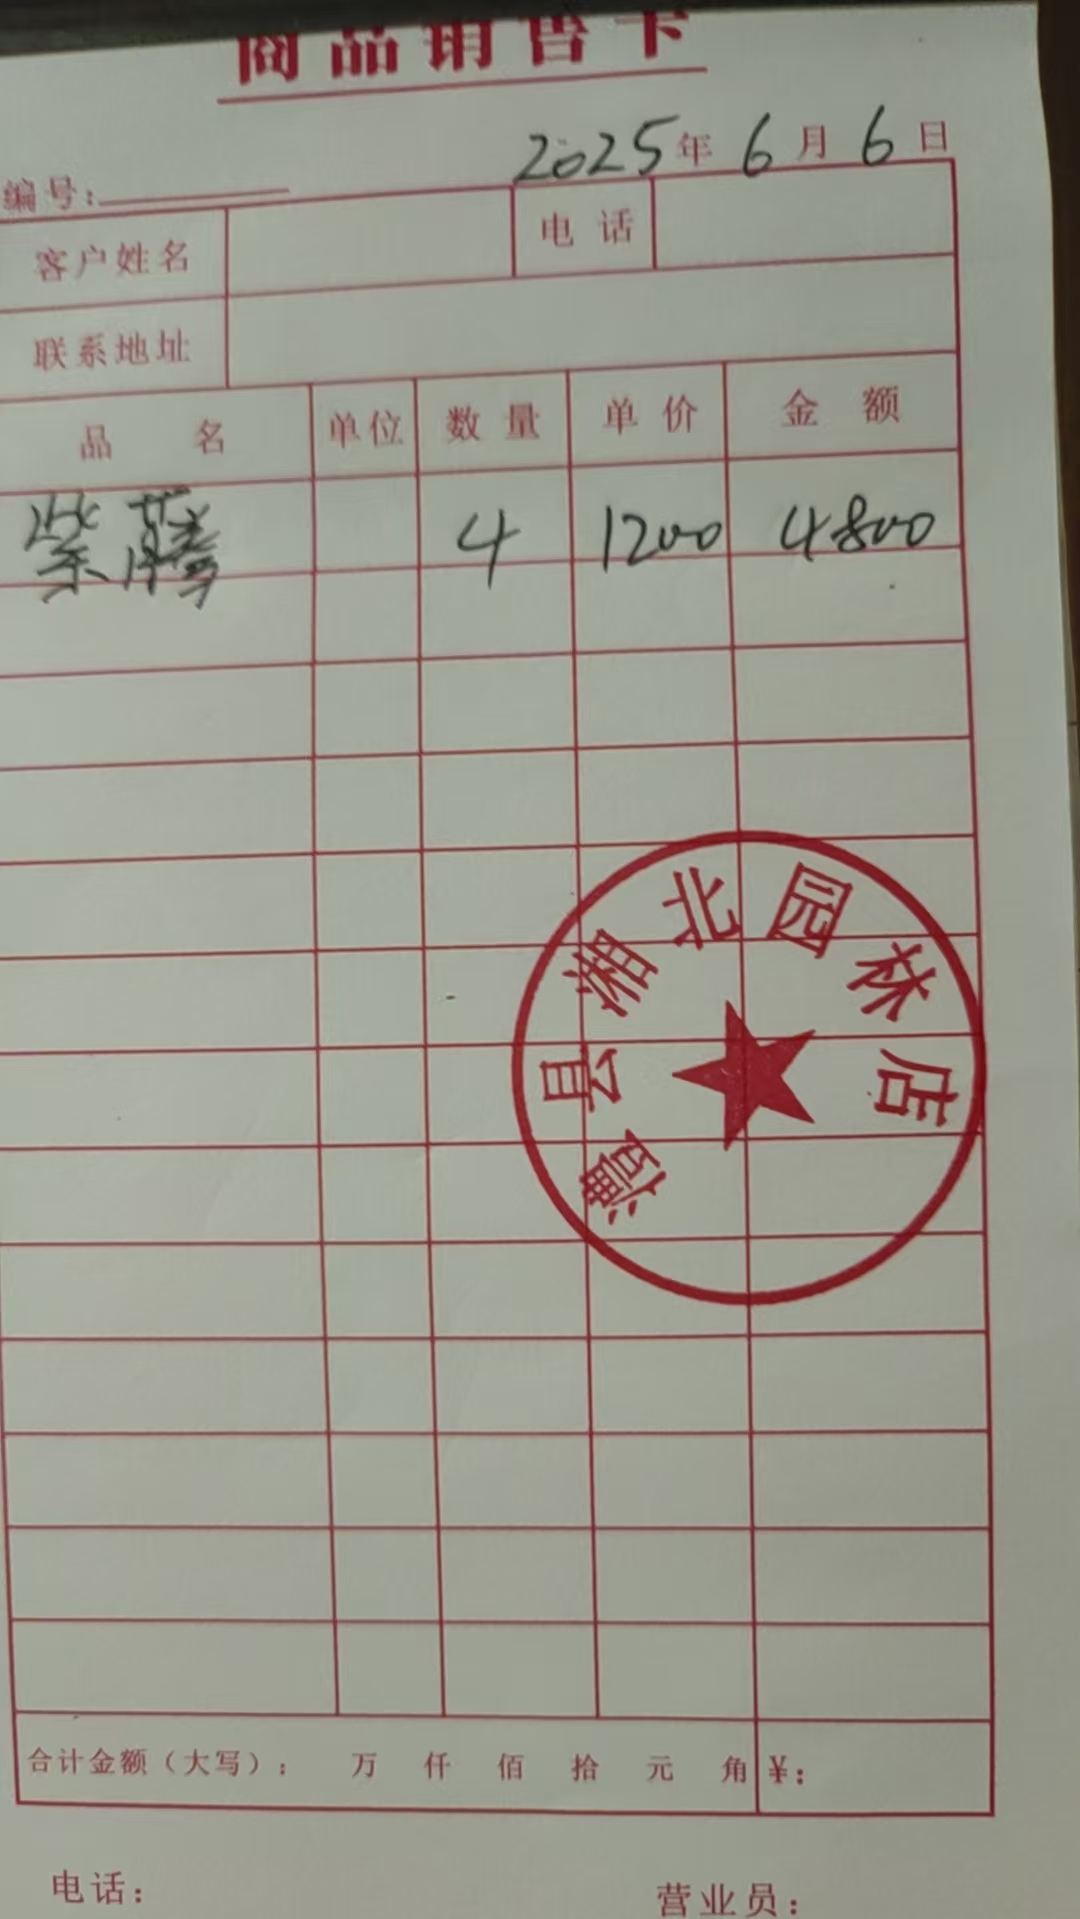 商品销售卡
2025年6月6日
编号：
客户姓名 电话
联系地址
品名 单位 数量 单价 金额
紫藤 4 1200 4800
澧县湘北园林店
合计金额（大写）： 万 仟 佰 拾 元 角 ¥：
电话： 营业员：